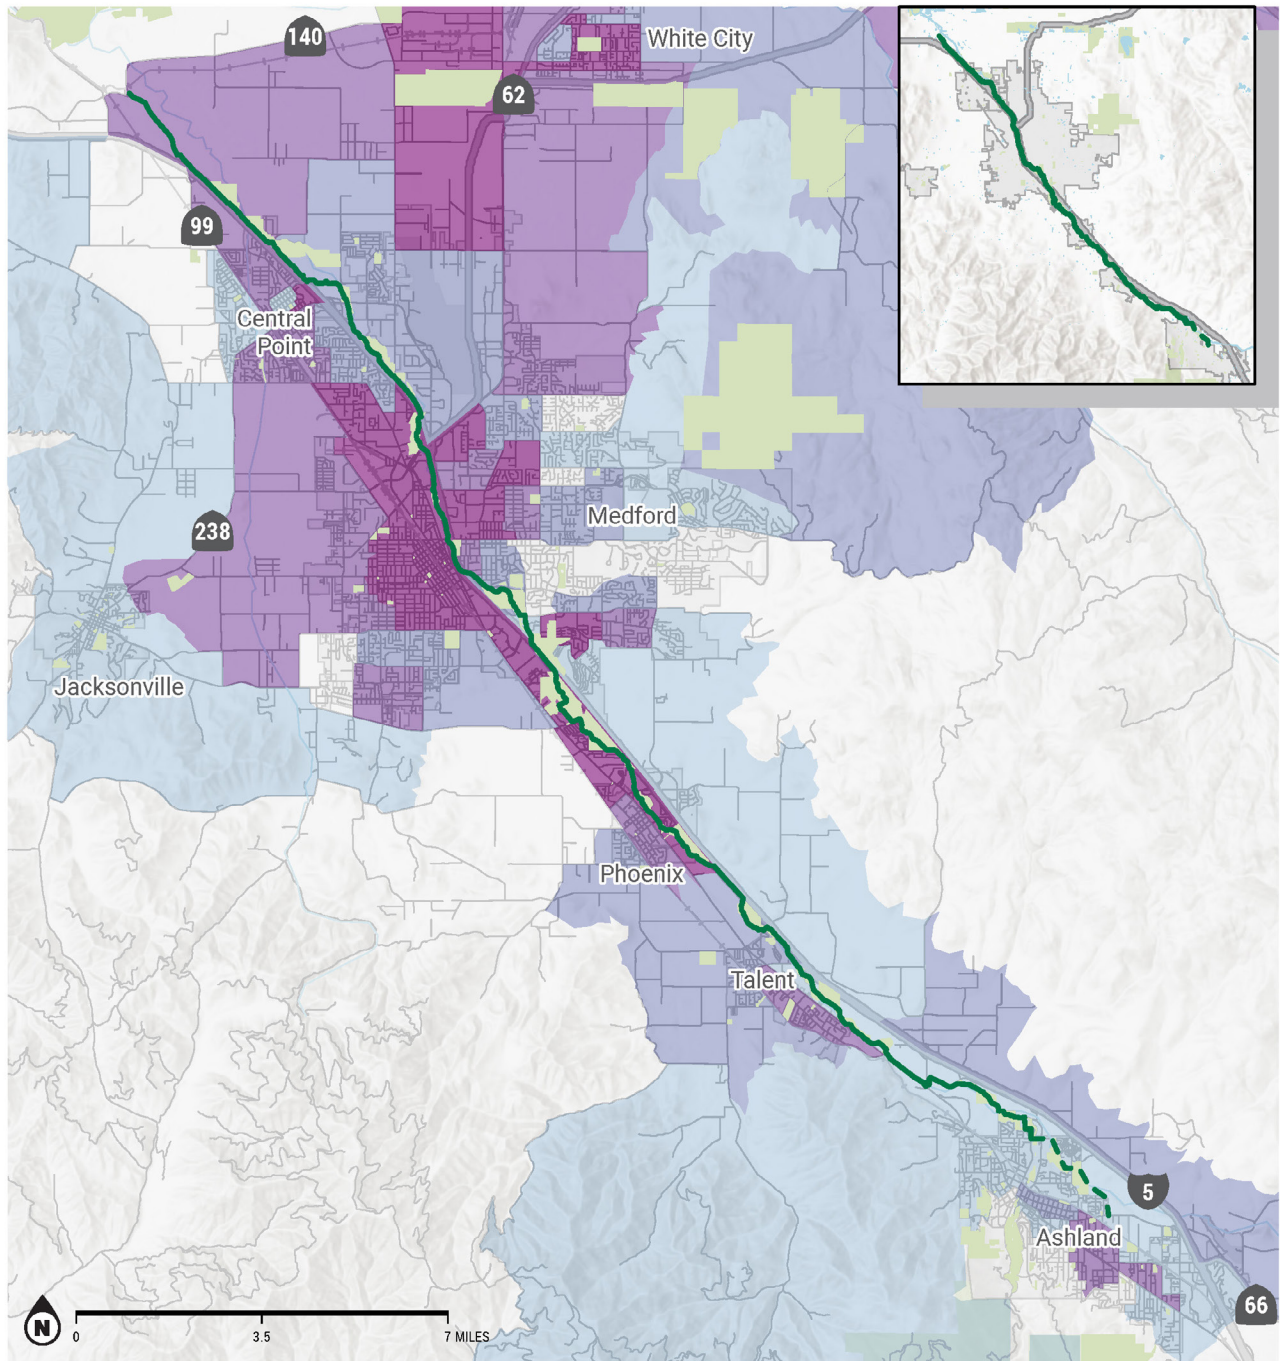 140
White City
62
99
Central
Point
238
Medford
Jacksonville
Phoenix
Talent
5
Ashland
66
N
0 3.5 7 MILES